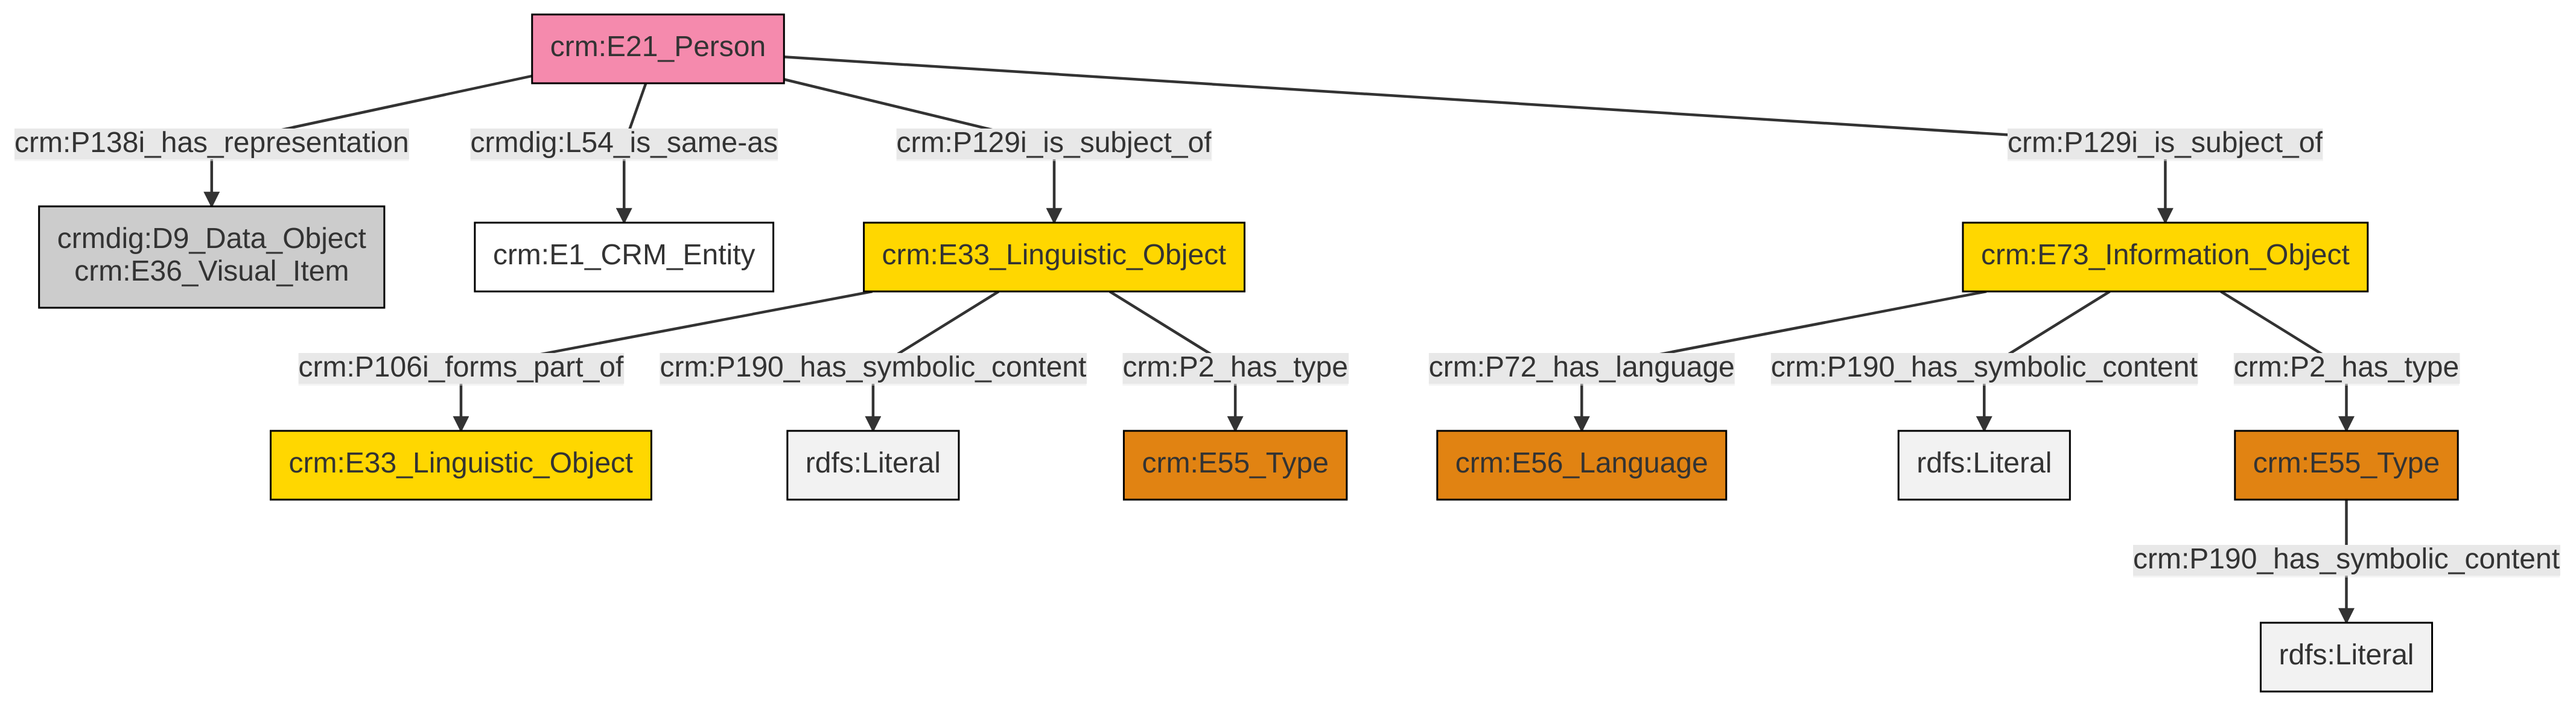 crm:E21_Person
crm:P138i_has_representation
crmdig:L54_is_same-as
crm:P129i_is_subject_of
crm:P129i_is_subject_of
crmdig:D9_Data_Object
crm:E36_Visual_Item
crm:E1_CRM_Entity
crm:E33_Linguistic_Object
crm:E73_Information_Object
crm:P106i_forms_part_of
crm:P190_has_symbolic_content
crm:P2_has_type
crm:P72_has_language
crm:P190_has_symbolic_content
crm:P2_has_type
crm:E33_Linguistic_Object
rdfs:Literal
crm:E55_Type
crm:E56_Language
rdfs:Literal
crm:E55_Type
crm:P190_has_symbolic_content
rdfs:Literal